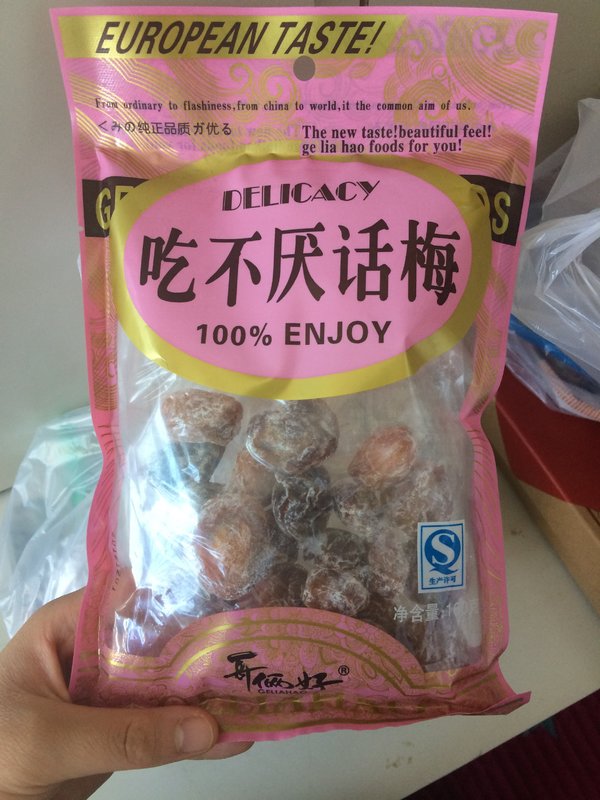 EUROPEAN TASTE!
From ordinary to flashiness,from china to world,it the common aim of us.
くみの纯正品质ガ优る
The new taste!beautiful feel!
ge lia hao foods for you!
DELICACY
吃不厌话梅
100% ENJOY
S
生产许可
净含量:
哥俩好®
GELIAHAO